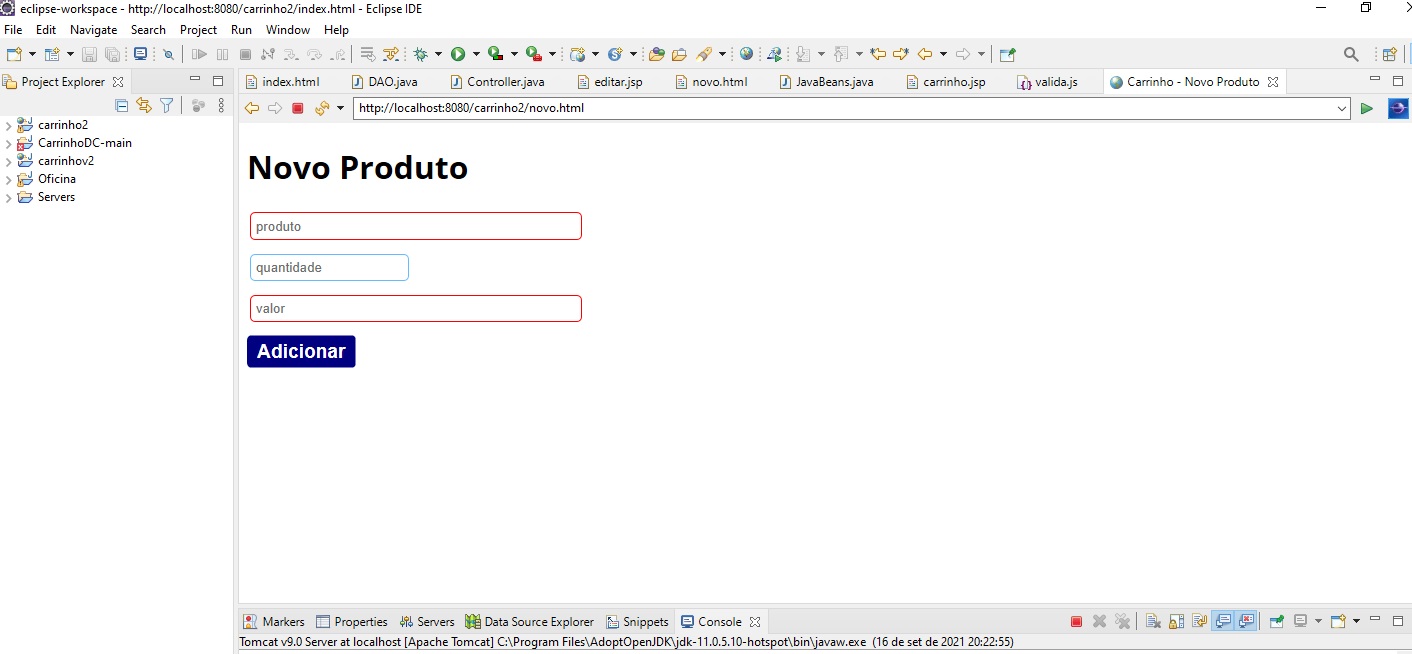 eclipse-workspace - http://localhost:8080/carrinho2/index.html - Eclipse IDE
File Edit Navigate Search Project Run Window Help
Project Explorer
index.html DAO.java Controller.java editar.jsp novo.html JavaBeans.java carrinho.jsp valida.js Carrinho - Novo Produto
http://localhost:8080/carrinho2/novo.html
carrinho2
CarrinhoDC-main
carrinhov2
Oficina
Servers
Novo Produto
produto
quantidade
valor
Adicionar
Markers Properties Servers Data Source Explorer Snippets Console
Tomcat v9.0 Server at localhost [Apache Tomcat] C:\Program Files\AdoptOpenJDK\jdk-11.0.5.10-hotspot\bin\javaw.exe (16 de set de 2021 20:22:55)